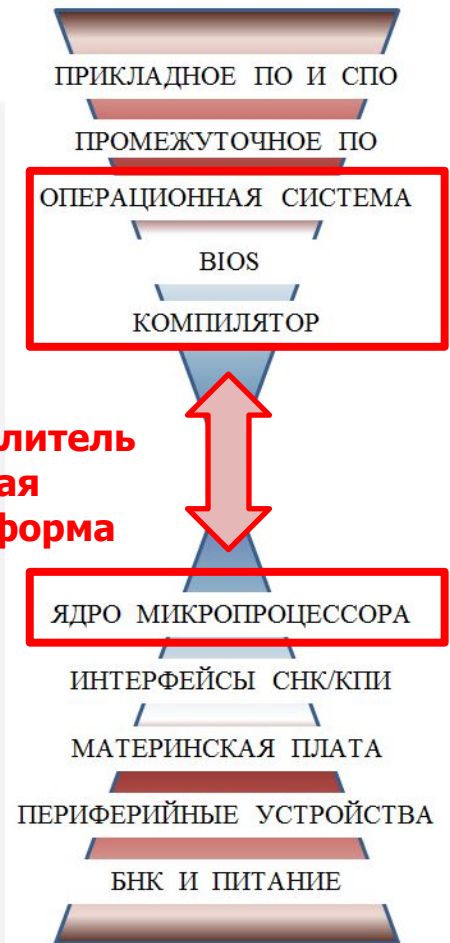 ПРИКЛАДНОЕ ПО И СПО
ПРОМЕЖУТОЧНОЕ ПО
ОПЕРАЦИОННАЯ СИСТЕМА
BIOS
КОМПИЛЯТОР
литель
ая
форма
ЯДРО МИКРОПРОЦЕССОРА
ИНТЕРФЕЙСЫ СНК/КПИ
МАТЕРИНСКАЯ ПЛАТА
ПЕРИФЕРИЙНЫЕ УСТРОЙСТВА
БНК И ПИТАНИЕ